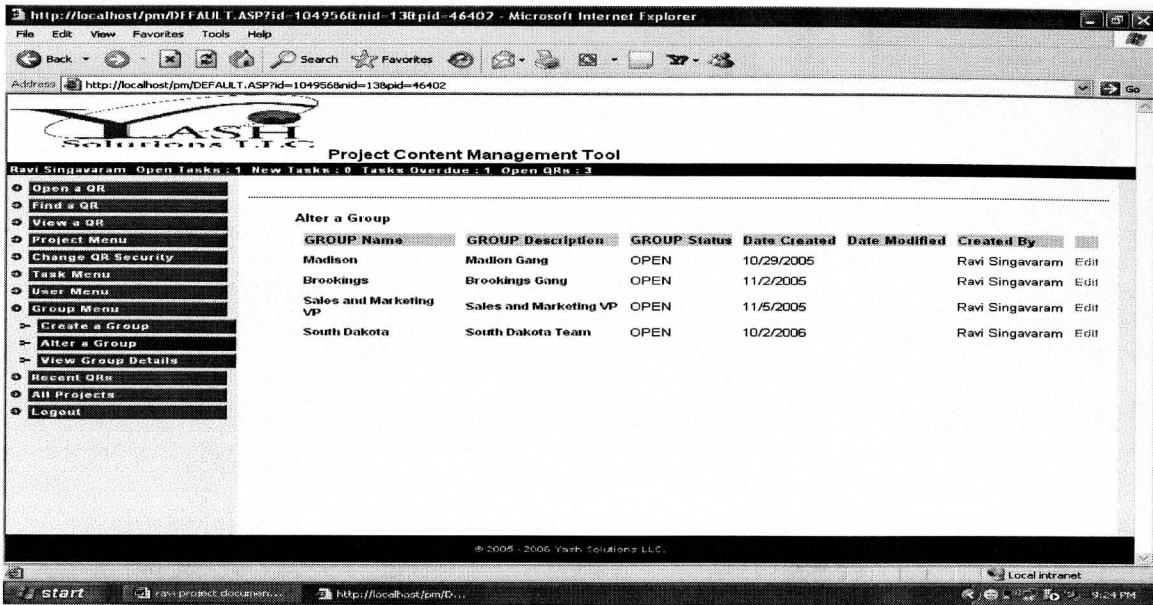 http://localhost/pm/DEFAULT.ASP?id=104956&nid=13&pid=46402 - Microsoft Internet Explorer
File Edit View Favorites Tools Help
Back Search Favorites
Address http://localhost/pm/DEFAULT.ASP?id=104956&nid=13&pid=46402 Go
YASH
Solutions LLC.
Project Content Management Tool
Ravi Singavaram Open Tasks : 1 New Tasks : 0 Tasks Overdue : 1 Open QRs : 3
Open a QR
Find a QR
View a QR
Project Menu
Change QR Security
Task Menu
User Menu
Group Menu
Create a Group
Alter a Group
View Group Details
Recent QRs
All Projects
Logout
Alter a Group
GROUP Name GROUP Description GROUP Status Date Created Date Modified Created By
Madison Madion Gang OPEN 10/29/2005 Ravi Singavaram Edit
Brookings Brookings Gang OPEN 11/2/2005 Ravi Singavaram Edit
Sales and Marketing VP Sales and Marketing VP OPEN 11/5/2005 Ravi Singavaram Edit
South Dakota South Dakota Team OPEN 10/2/2006 Ravi Singavaram Edit
© 2005 - 2006 Yash Solutions LLC.
Local intranet
start ravi project documen... http://localhost/pm/D... 9:24 PM